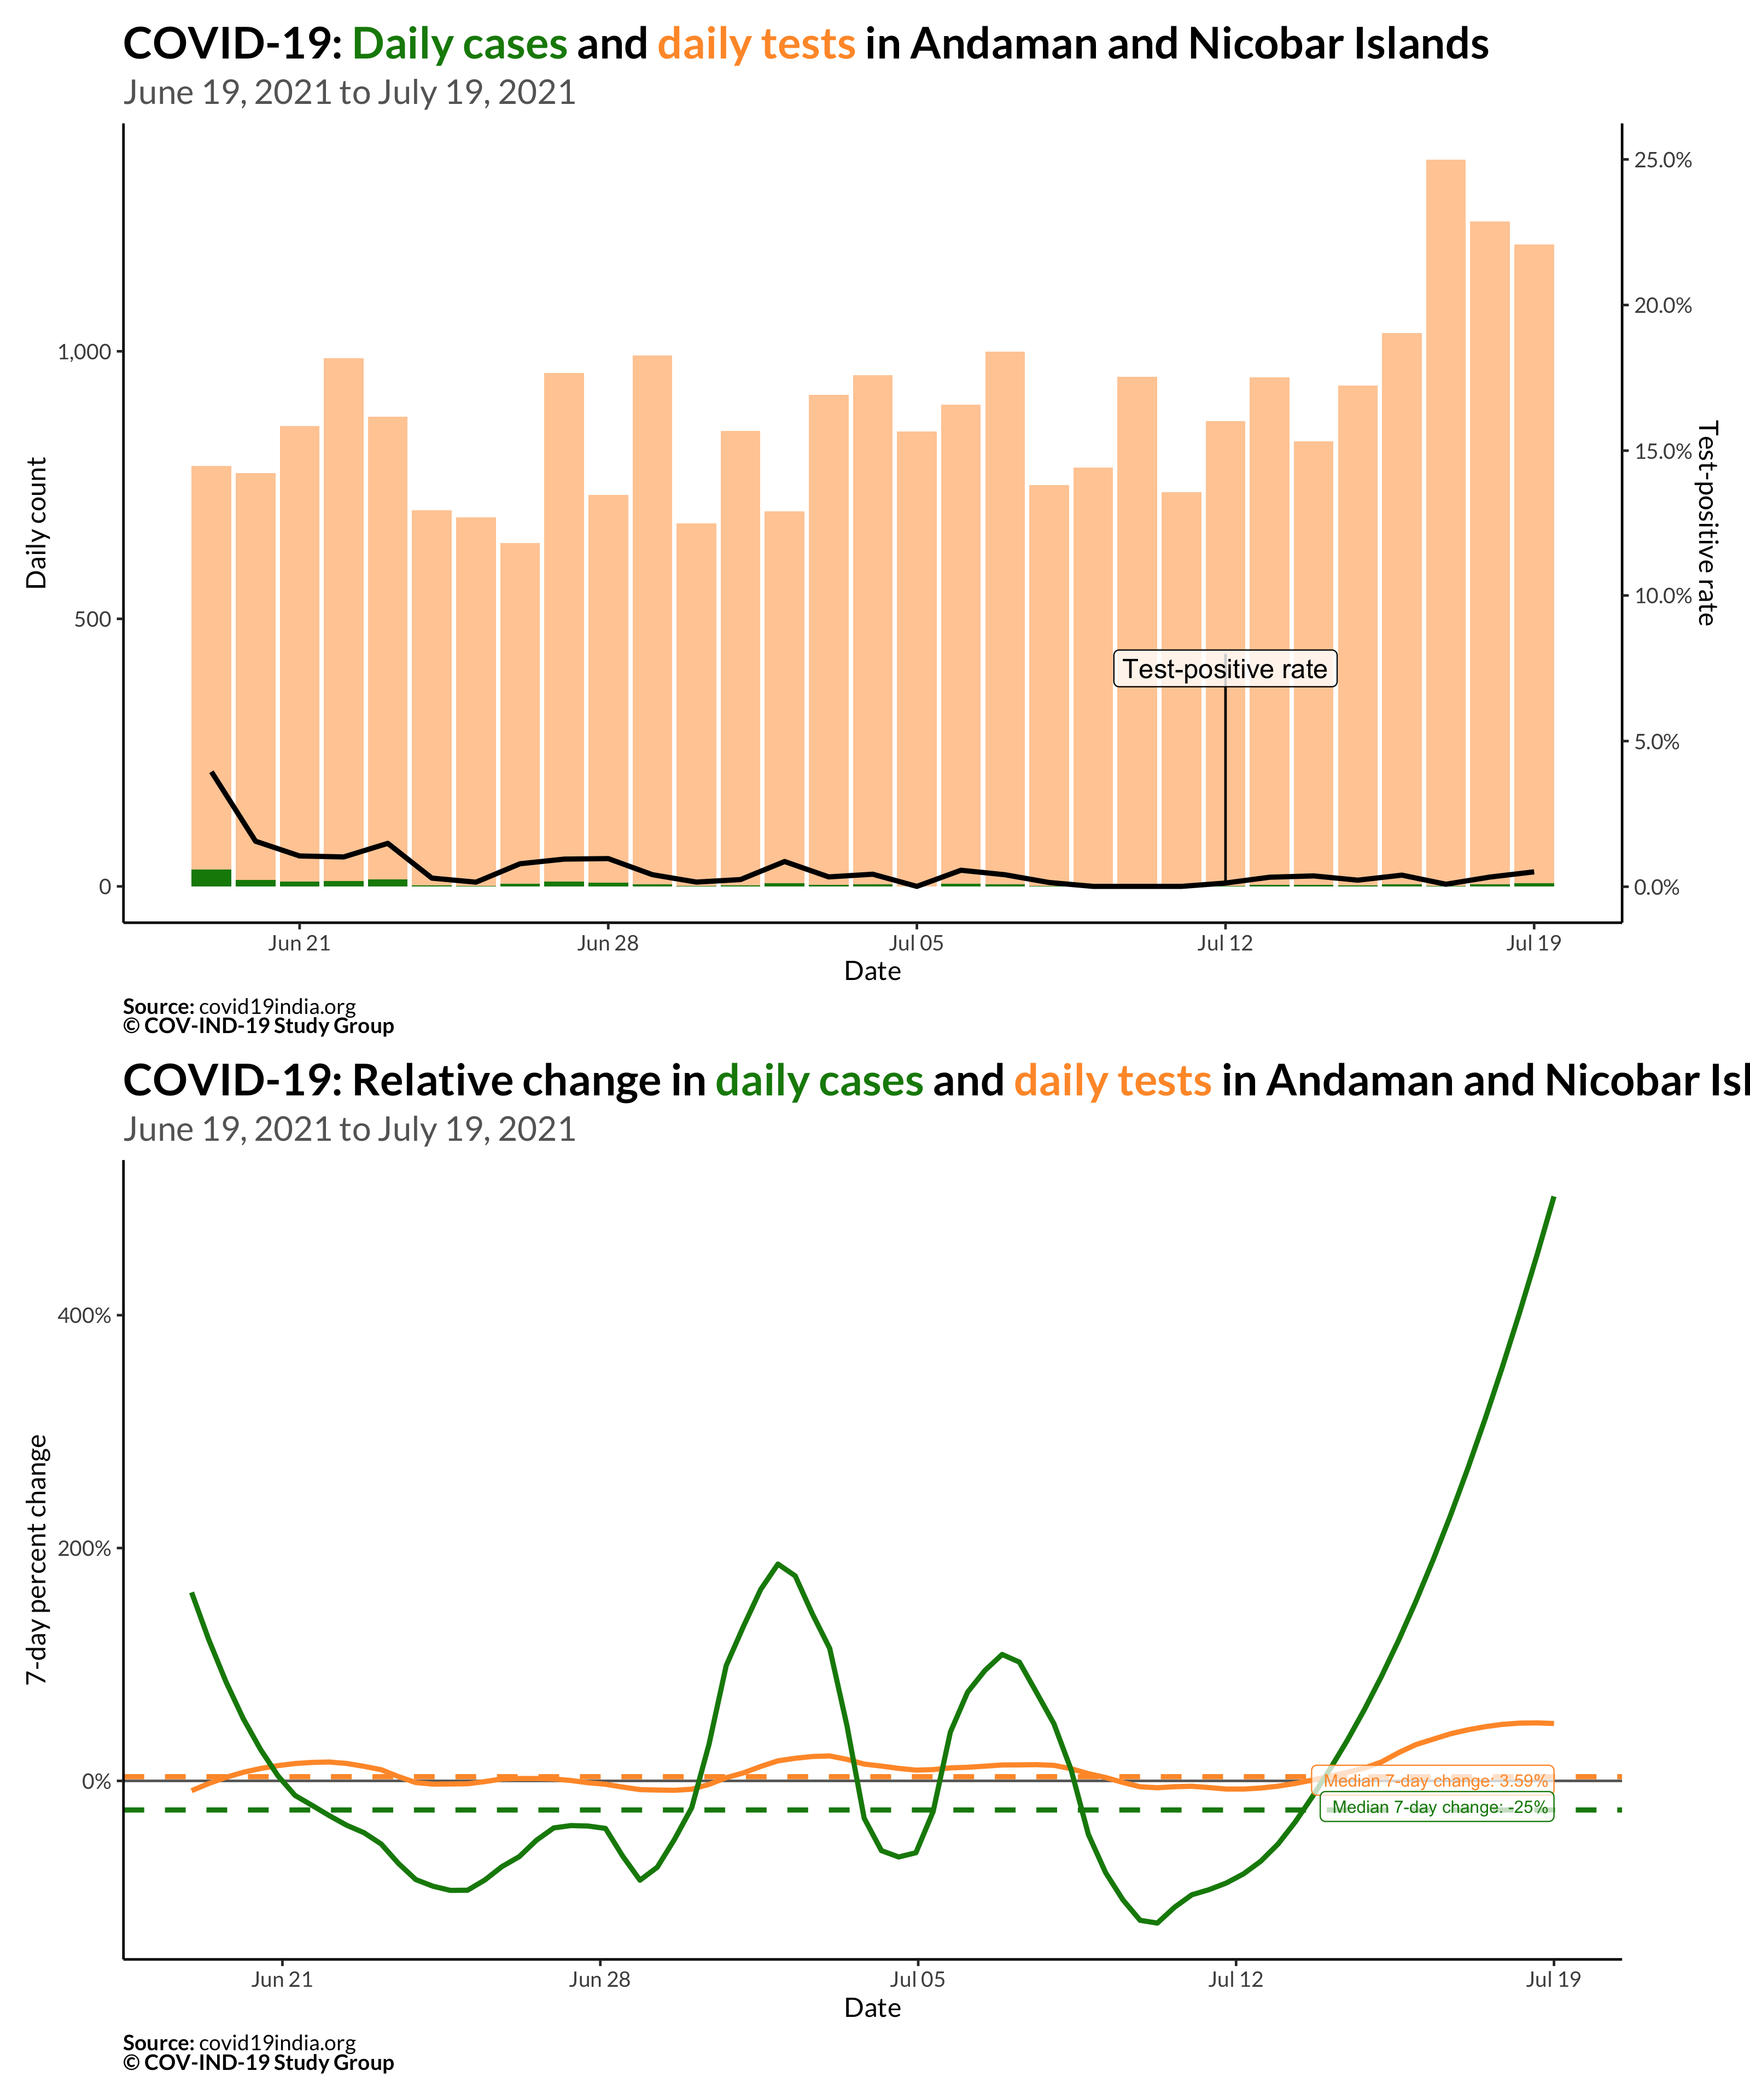 COVID-19: Daily cases and daily tests in Andaman and Nicobar Islands
June 19, 2021 to July 19, 2021
Daily count
1,000
500
0
25.0%
20.0%
15.0%
10.0%
5.0%
0.0%
Test-positive rate
Test-positive rate
Jun 21
Jun 28
Jul 05
Jul 12
Jul 19
Date
Source: covid19india.org
© COV-IND-19 Study Group
COVID-19: Relative change in daily cases and daily tests in Andaman and Nicobar Isl
June 19, 2021 to July 19, 2021
7-day percent change
400%
200%
0%
Median 7-day change: 3.59%
Median 7-day change: -25%
Jun 21
Jun 28
Jul 05
Jul 12
Jul 19
Date
Source: covid19india.org
© COV-IND-19 Study Group